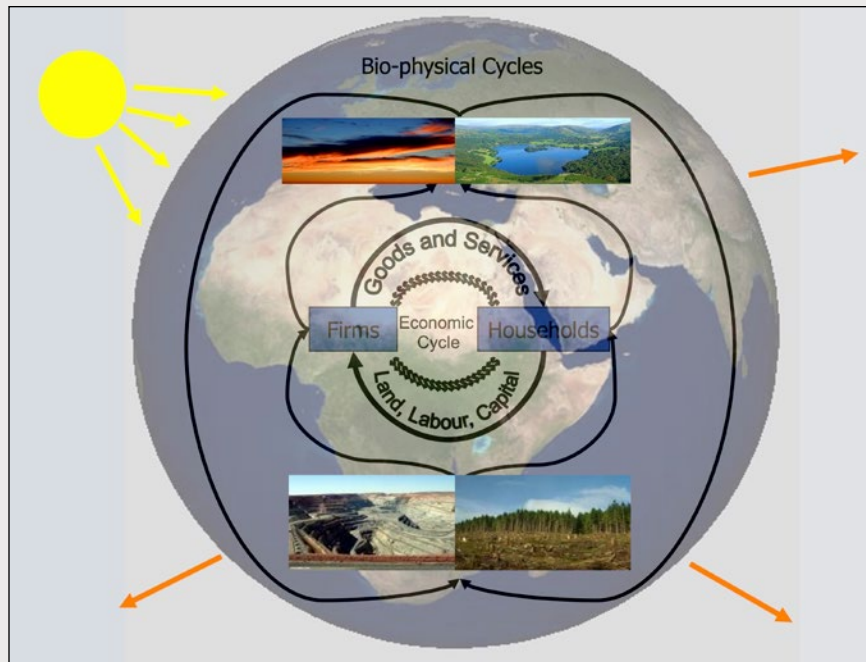 Bio-physical Cycles
Goods and Services
Firms
Economic
Cycle
Households
Land, Labour, Capital